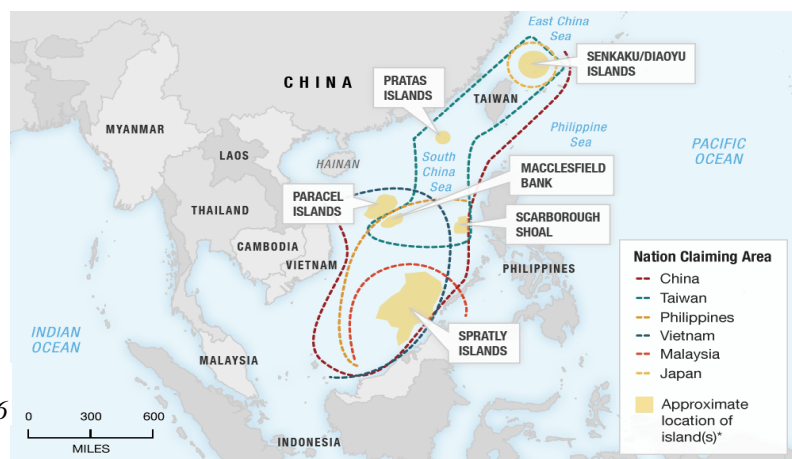 East China
Sea
SENKAKU/DIAOYU
ISLANDS
CHINA
PRATAS
ISLANDS
TAIWAN
MYANMAR
Philippine
Sea
PACIFIC
OCEAN
LAOS
HAINAN
South
China
Sea
MACCLESFIELD
BANK
PARACEL
ISLANDS
THAILAND
SCARBOROUGH
SHOAL
CAMBODIA
VIETNAM
PHILIPPINES
Nation Claiming Area
China
Taiwan
Philippines
Vietnam
Malaysia
Japan
Approximate
location of
island(s)*
INDIAN
OCEAN
SPRATLY
ISLANDS
MALAYSIA
6
0 300 600
MILES
INDONESIA